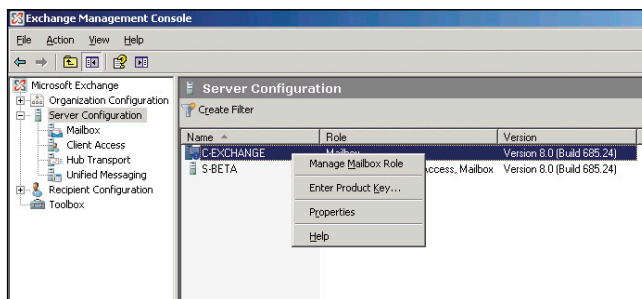 Exchange Management Console
File Action View Help
Microsoft Exchange
Organization Configuration
Server Configuration
Mailbox
Client Access
Hub Transport
Unified Messaging
Recipient Configuration
Toolbox
Server Configuration
Create Filter
Name Role Version
C-EXCHANGE Mailbox Version 8.0 (Build 685.24)
S-BETA Access, Mailbox Version 8.0 (Build 685.24)
Manage Mailbox Role
Enter Product Key...
Properties
Help